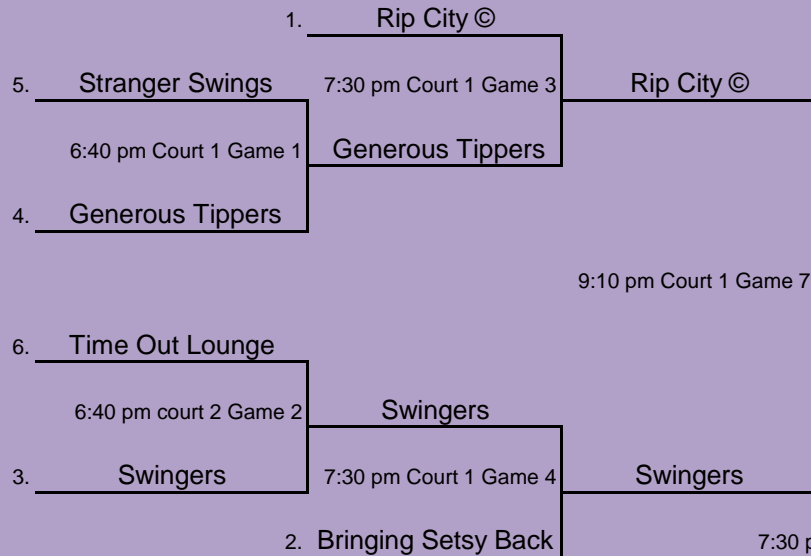 1. Rip City ©
5. Stranger Swings
7:30 pm Court 1 Game 3
Rip City ©
6:40 pm Court 1 Game 1
Generous Tippers
4. Generous Tippers
9:10 pm Court 1 Game 7
6. Time Out Lounge
6:40 pm court 2 Game 2
Swingers
3. Swingers
7:30 pm Court 1 Game 4
Swingers
2. Bringing Setsy Back
7:30 p